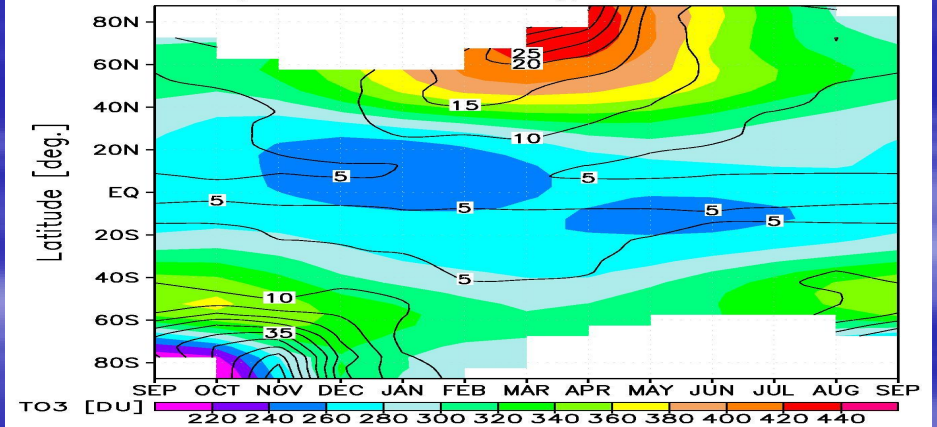 80N
60N
40N
20N
EQ
20S
40S
60S
80S
Latitude [deg.]
25
20
15
10
5
5
5
5
5
5
5
10
35
SEP OCT NOV DEC JAN FEB MAR APR MAY JUN JUL AUG SEP
TO3 [DU]
220 240 260 280 300 320 340 360 380 400 420 440